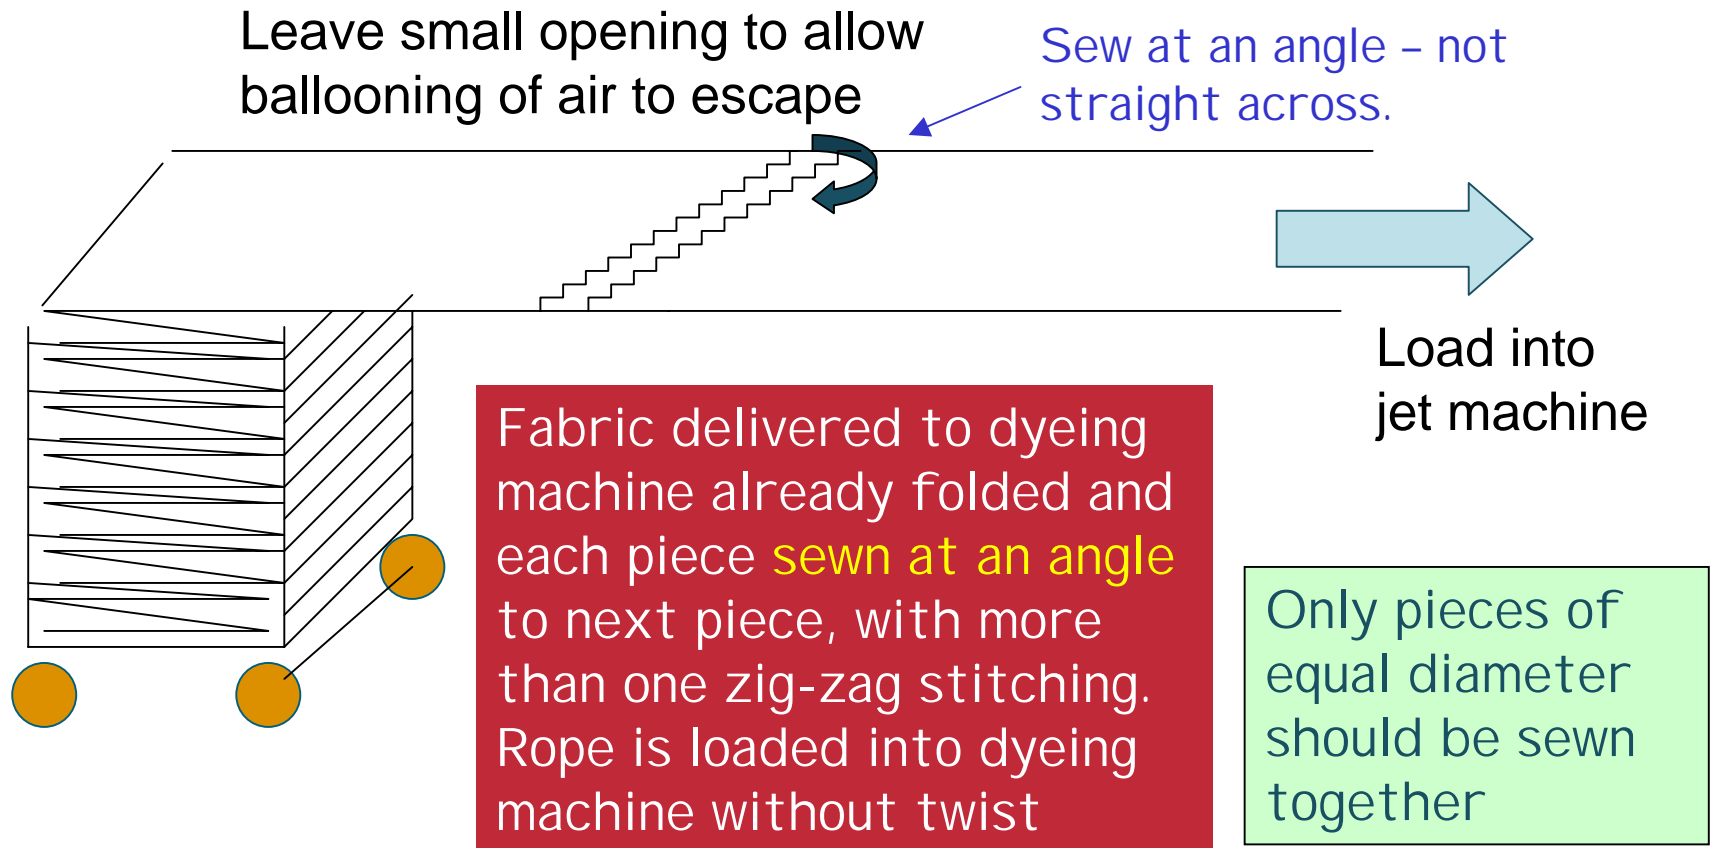 Leave small opening to allow
ballooning of air to escape
Sew at an angle – not
straight across.
Load into
jet machine
Fabric delivered to dyeing
machine already folded and
each piece sewn at an angle
to next piece, with more
than one zig-zag stitching.
Rope is loaded into dyeing
machine without twist
Only pieces of
equal diameter
should be sewn
together